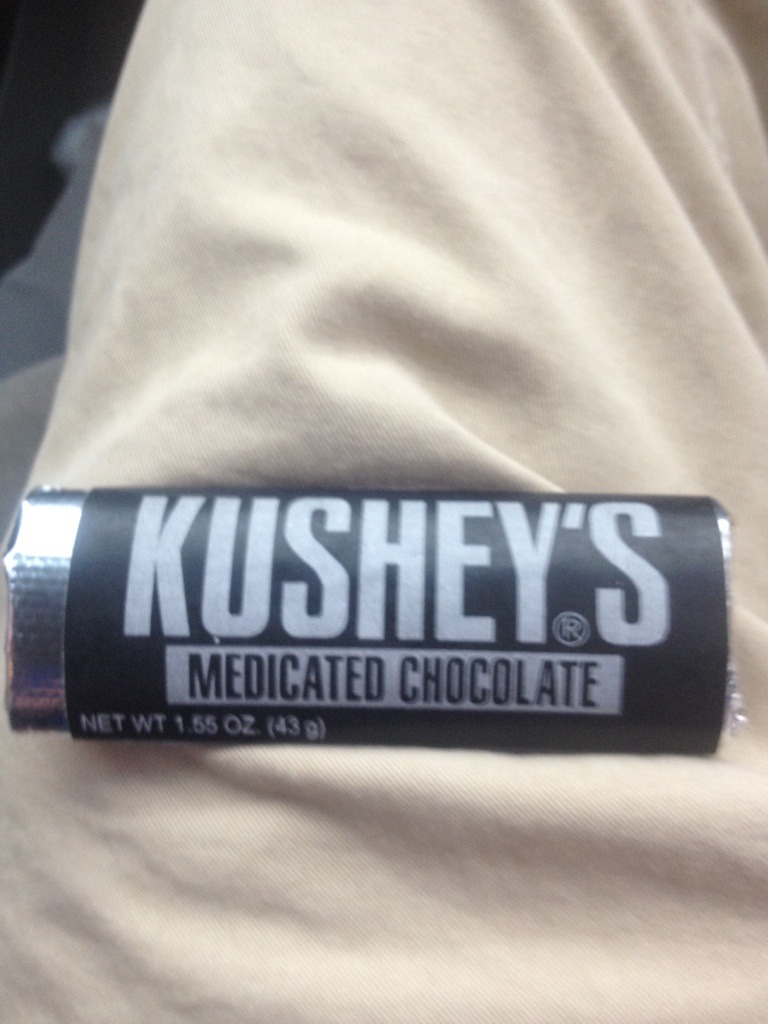 KUSHEY'S®
MEDICATED CHOCOLATE
NET WT 1.55 OZ. (43 g)